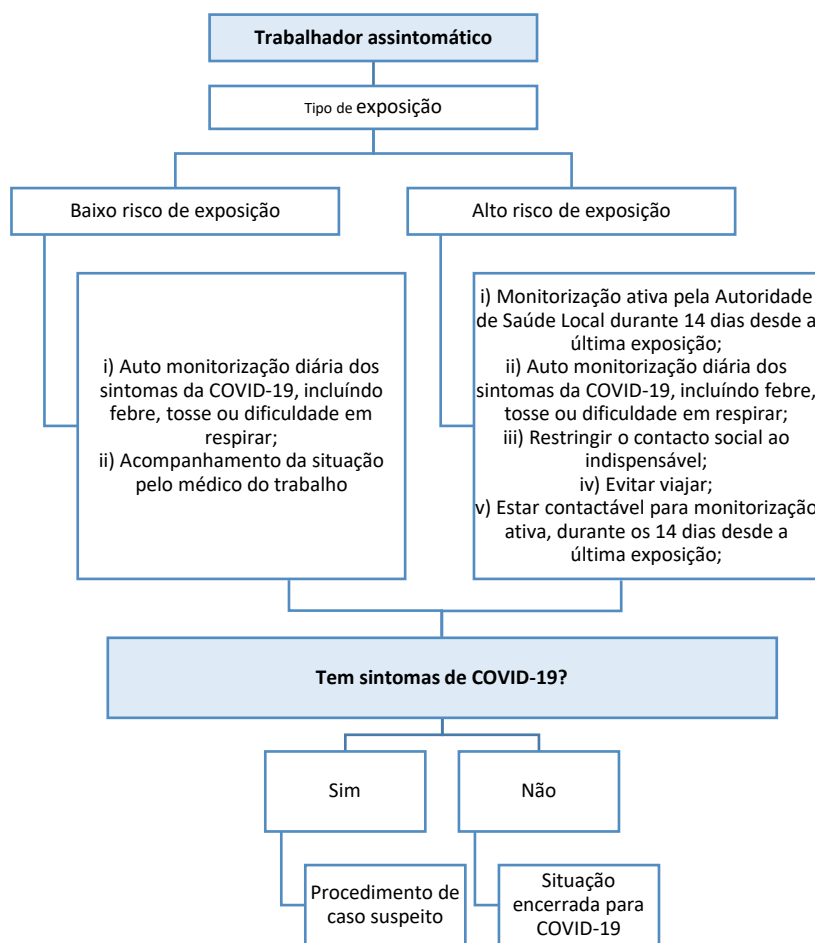 Trabalhador assintomático
Tipo de exposição
Baixo risco de exposição
Alto risco de exposição
i) Auto monitorização diária dos
sintomas da COVID-19, incluíndo
febre, tosse ou dificuldade em
respirar;
ii) Acompanhamento da situação
pelo médico do trabalho
i) Monitorização ativa pela Autoridade
de Saúde Local durante 14 dias desde a
última exposição;
ii) Auto monitorização diária dos
sintomas da COVID-19, incluíndo febre,
tosse ou dificuldade em respirar;
iii) Restringir o contacto social ao
indispensável;
iv) Evitar viajar;
v) Estar contactável para monitorização
ativa, durante os 14 dias desde a
última exposição;
Tem sintomas de COVID-19?
Sim
Não
Procedimento de
caso suspeito
Situação
encerrada para
COVID-19